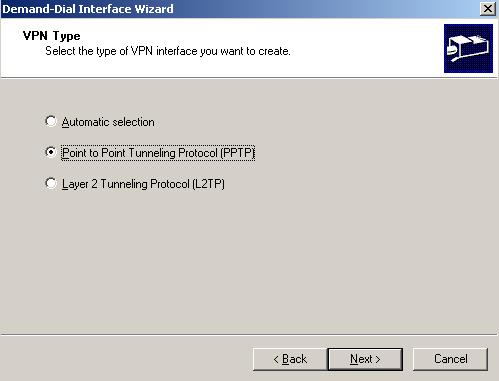 Demand-Dial Interface Wizard
VPN Type
Select the type of VPN interface you want to create.
Automatic selection
Point to Point Tunneling Protocol (PPTP)
Layer 2 Tunneling Protocol (L2TP)
< Back Next > Cancel